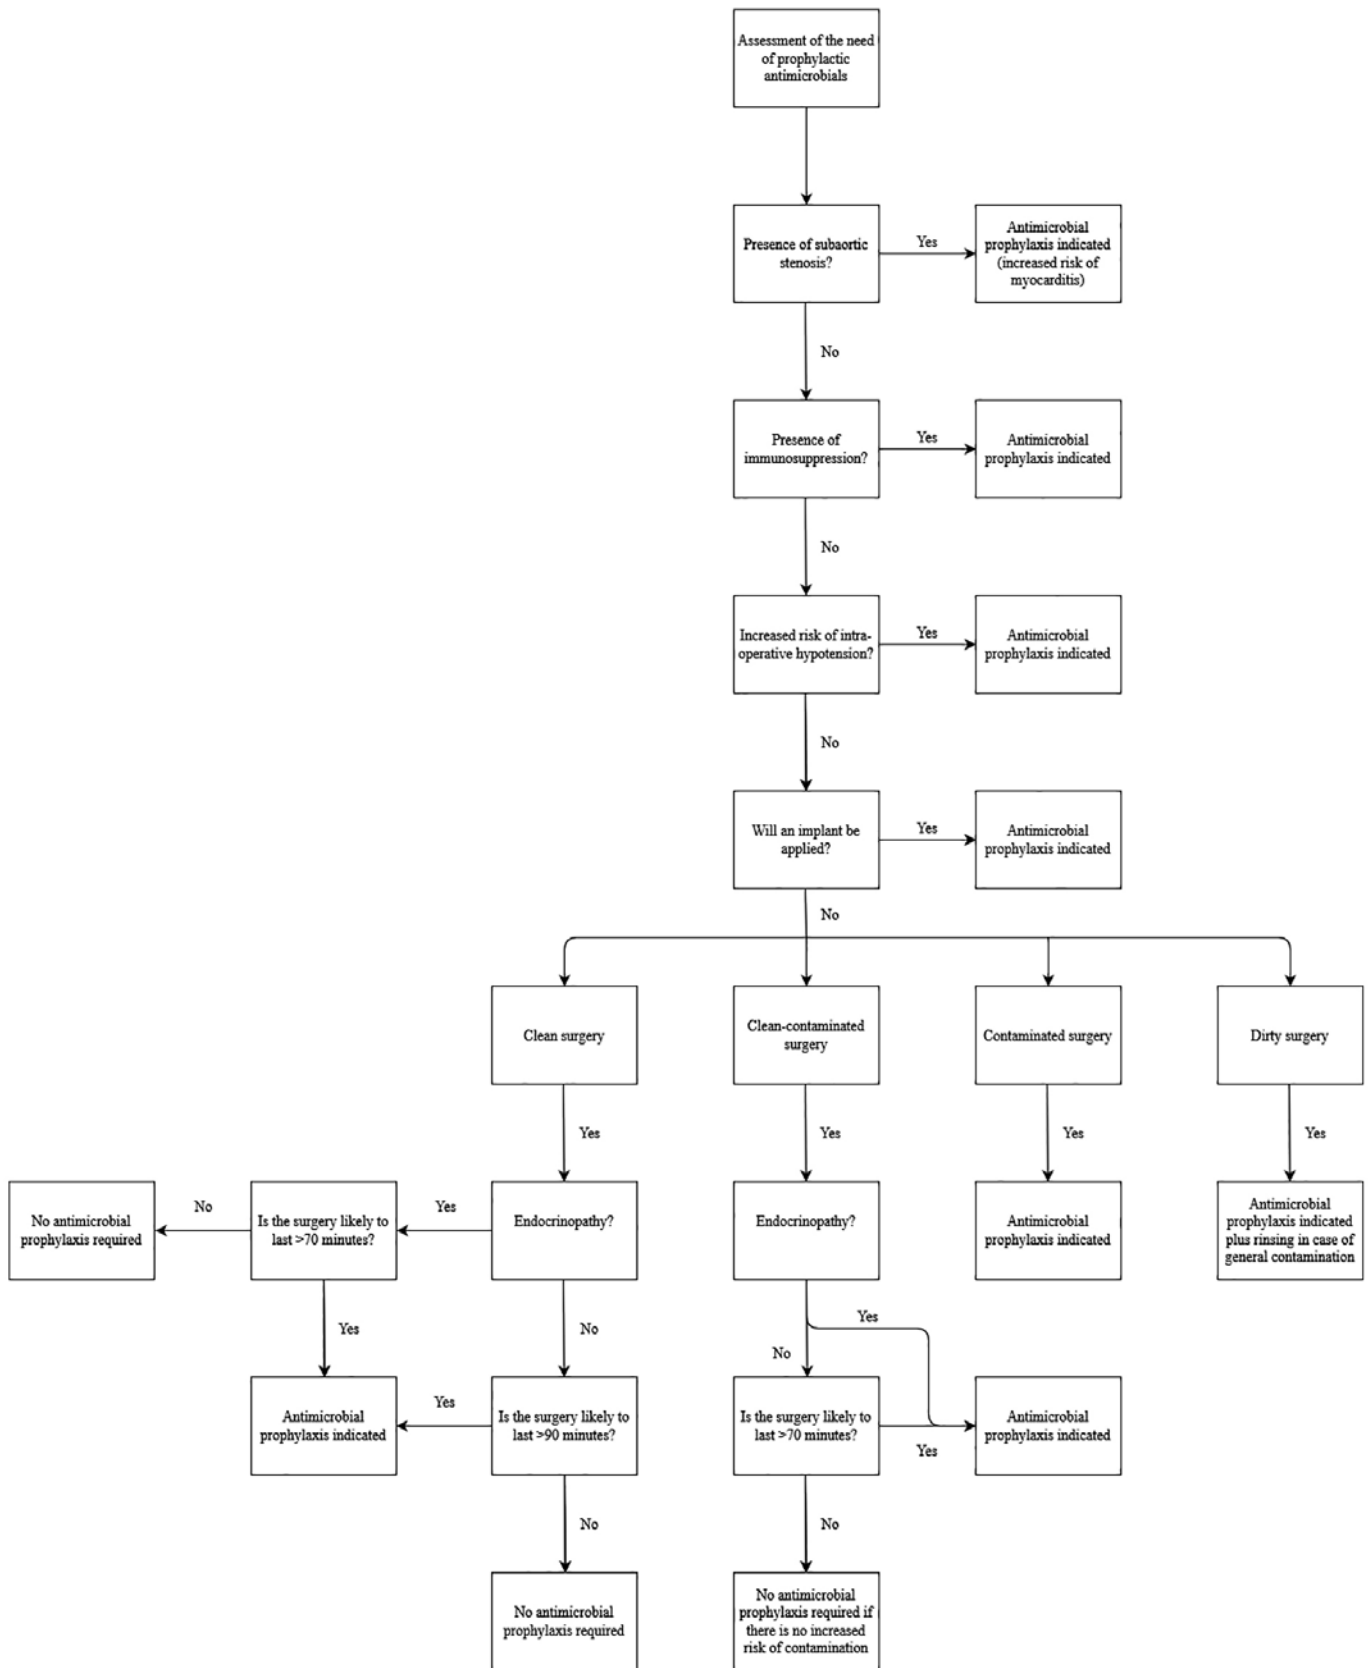 Assessment of the need
of prophylactic
antimicrobials
Presence of subaortic
stenosis?
Yes
Antimicrobial
prophylaxis indicated
(increased risk of
myocarditis)
No
Presence of
immunosuppression?
Yes
Antimicrobial
prophylaxis indicated
No
Increased risk of intra-
operative hypotension?
Yes
Antimicrobial
prophylaxis indicated
No
Will an implant be
applied?
Yes
Antimicrobial
prophylaxis indicated
No
Clean surgery
Clean-contaminated
surgery
Contaminated surgery
Dirty surgery
Yes
Yes
Yes
Yes
No antimicrobial
prophylaxis required
No
Is the surgery likely to
last >70 minutes?
Yes
Endocrinopathy?
Endocrinopathy?
Antimicrobial
prophylaxis indicated
Antimicrobial
prophylaxis indicated
plus rinsing in case of
general contamination
Yes
No
No
Yes
Antimicrobial
prophylaxis indicated
Yes
Is the surgery likely to
last >90 minutes?
Is the surgery likely to
last >70 minutes?
Yes
Antimicrobial
prophylaxis indicated
No
No
No antimicrobial
prophylaxis required
No antimicrobial
prophylaxis required if
there is no increased
risk of contamination